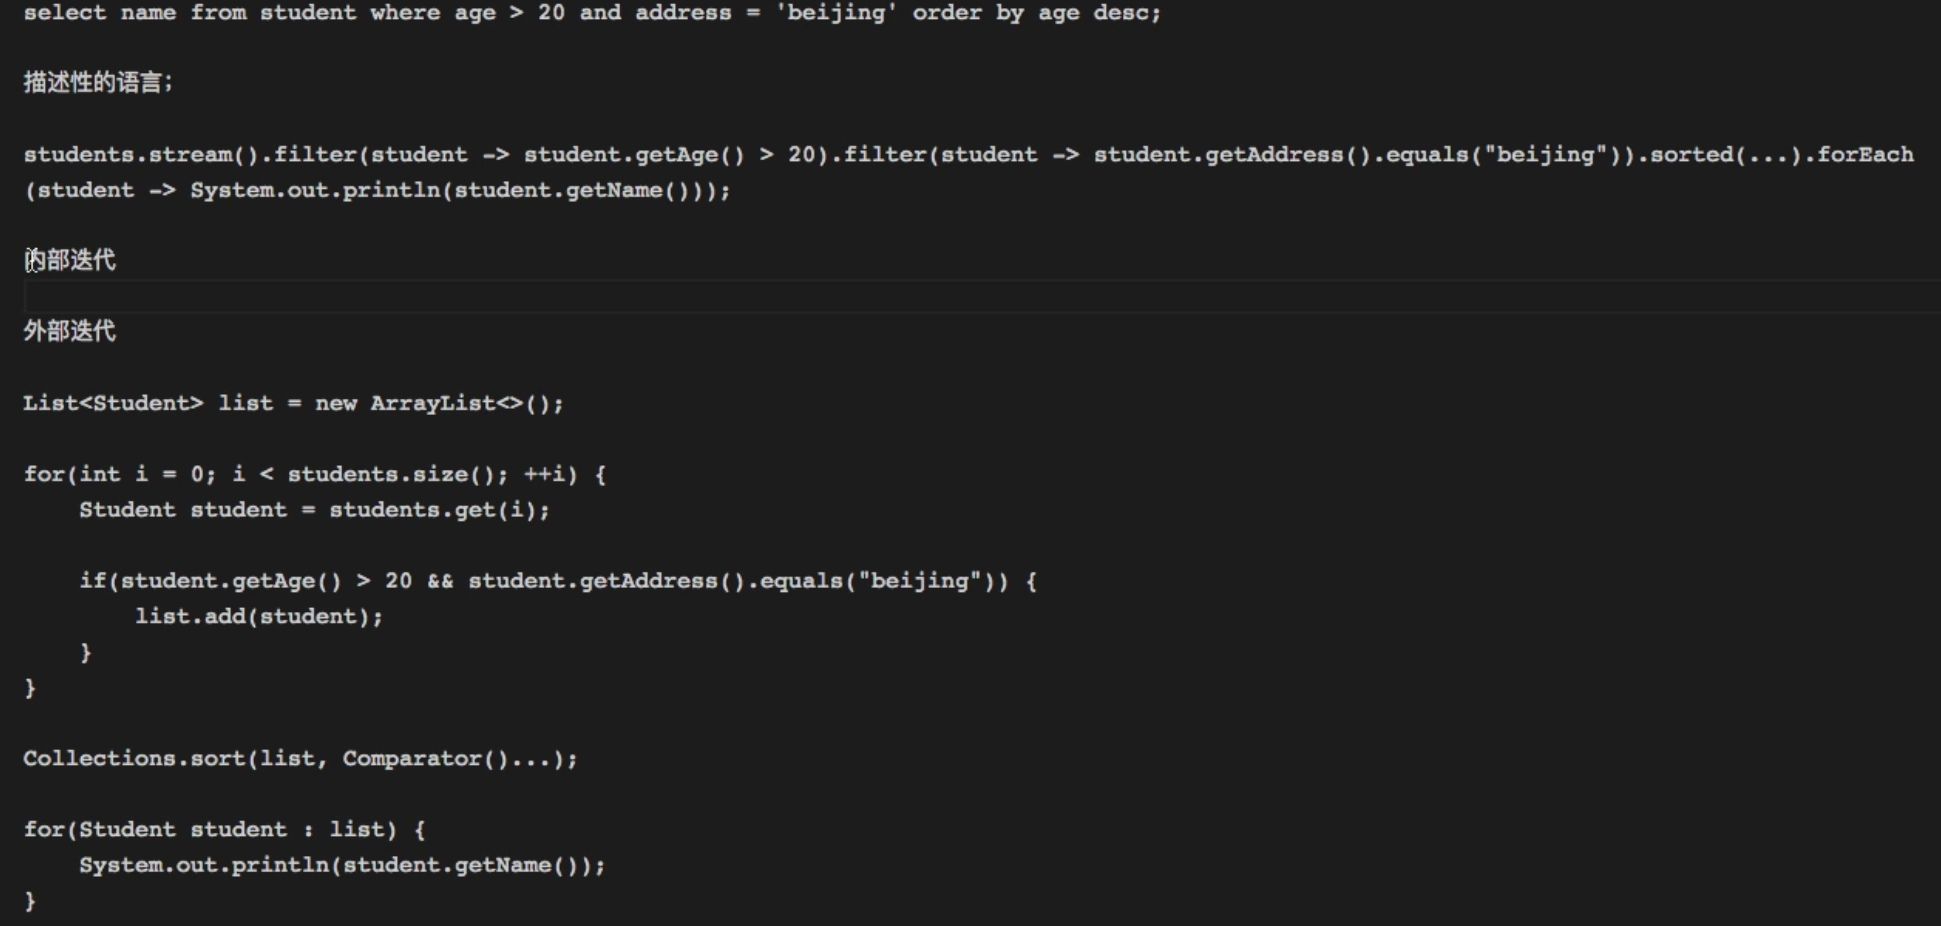 select name from student where age > 20 and address = 'beijing' order by age desc;
描述性的语言;
students.stream().filter(student -> student.getAge() > 20).filter(student -> student.getAddress().equals("beijing")).sorted(...).forEach
(student -> System.out.println(student.getName()));
内部迭代
外部迭代
List<Student> list = new ArrayList<>();
for(int i = 0; i < students.size(); ++i) {
    Student student = students.get(i);
    if(student.getAge() > 20 && student.getAddress().equals("beijing")) {
        list.add(student);
    }
}
Collections.sort(list, Comparator()...);
for(Student student : list) {
    System.out.println(student.getName());
}